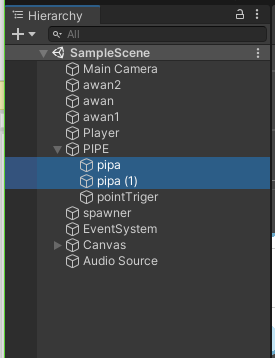 Hierarchy
All
SampleScene
Main Camera
awan2
awan
awan1
Player
PIPE
pipa
pipa (1)
pointTriger
spawner
EventSystem
Canvas
Audio Source